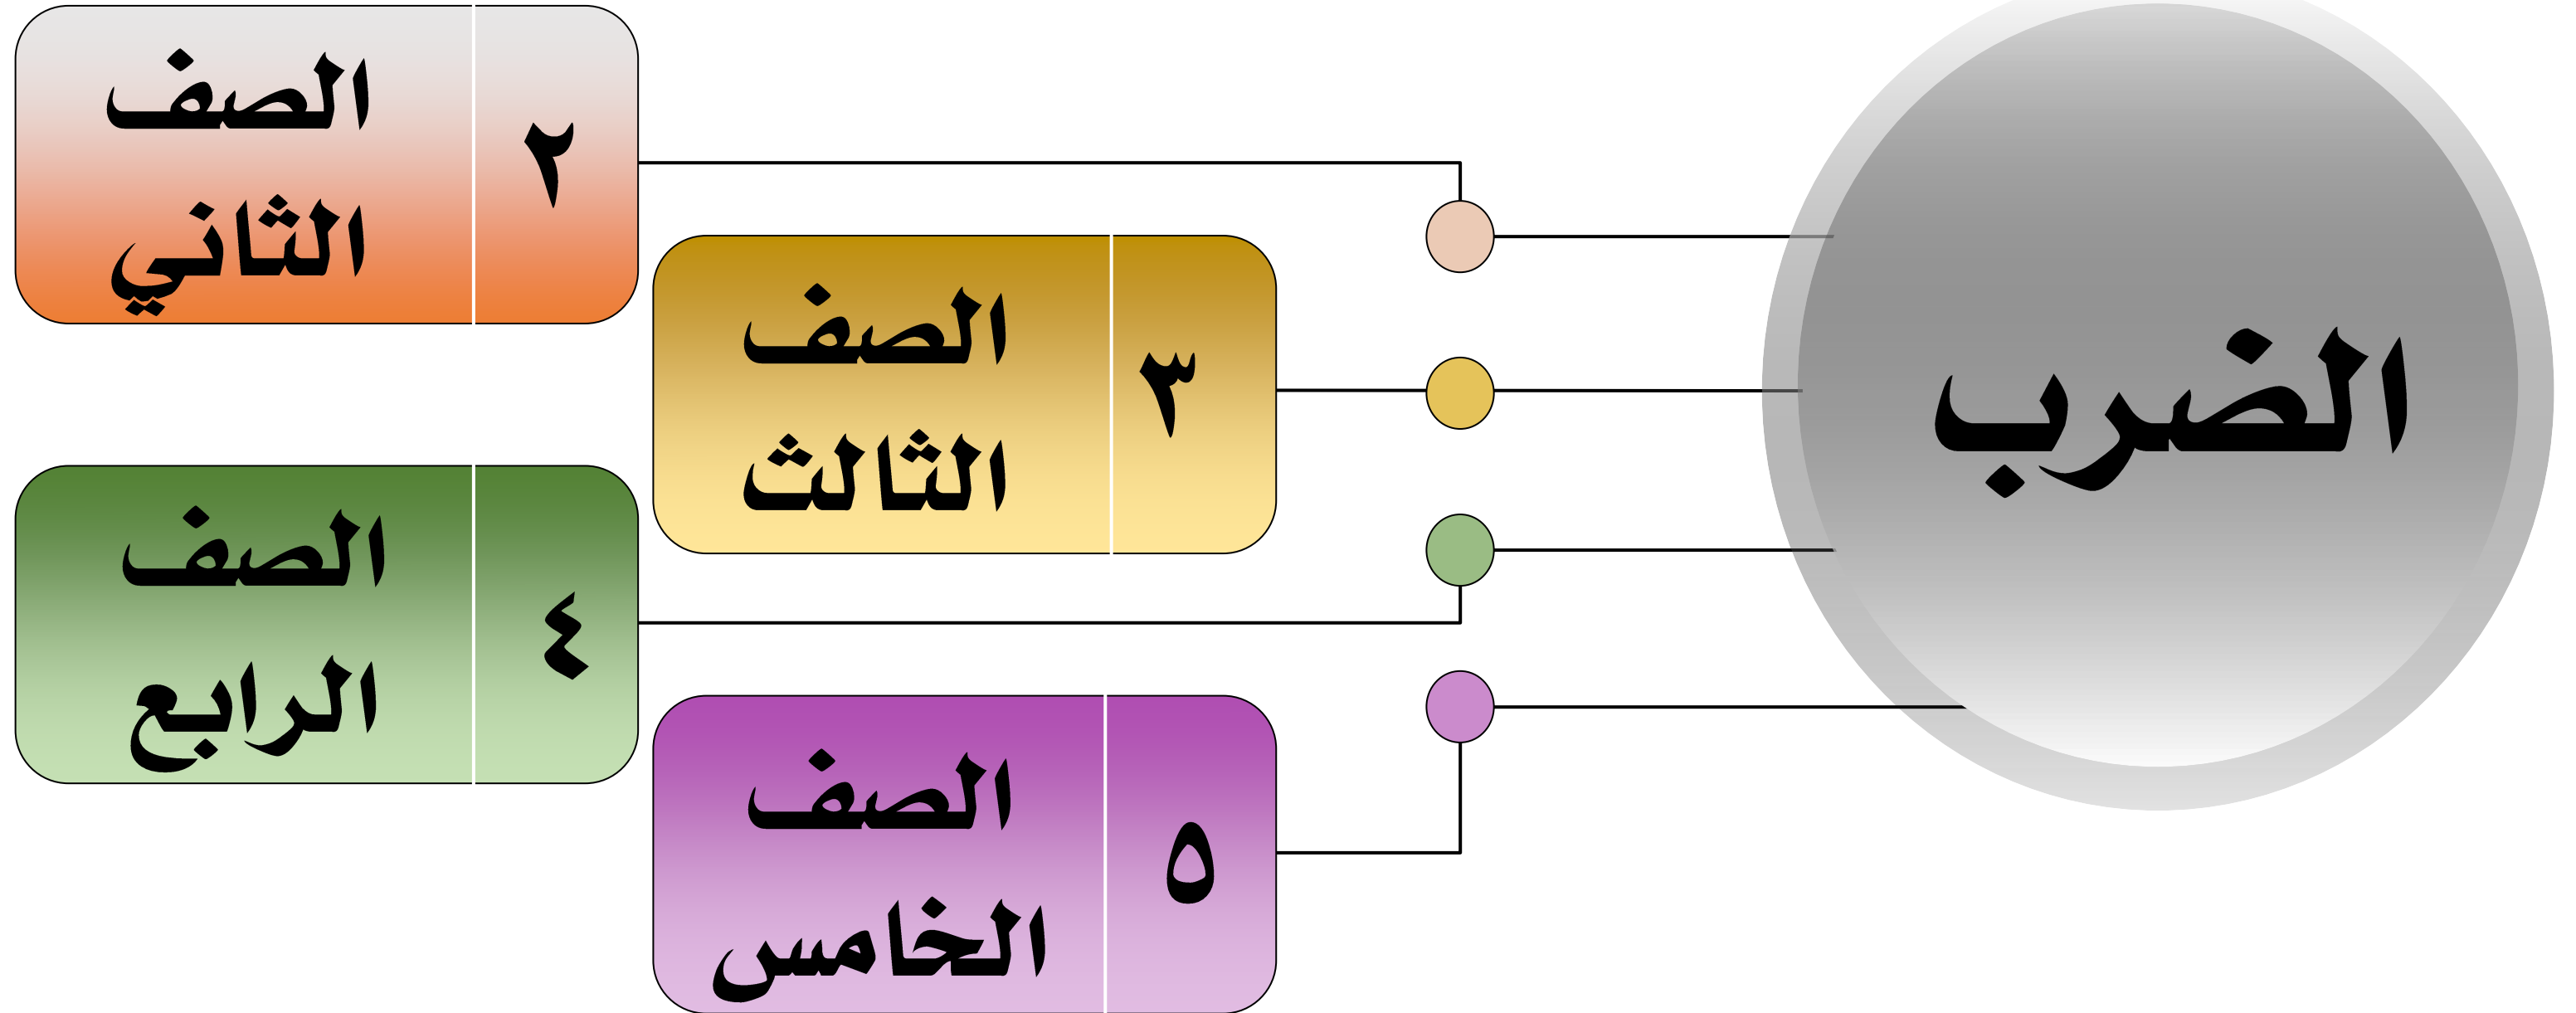 الضرب
٢
الصف
الثاني
٣
الصف
الثالث
٤
الصف
الرابع
٥
الصف
الخامس